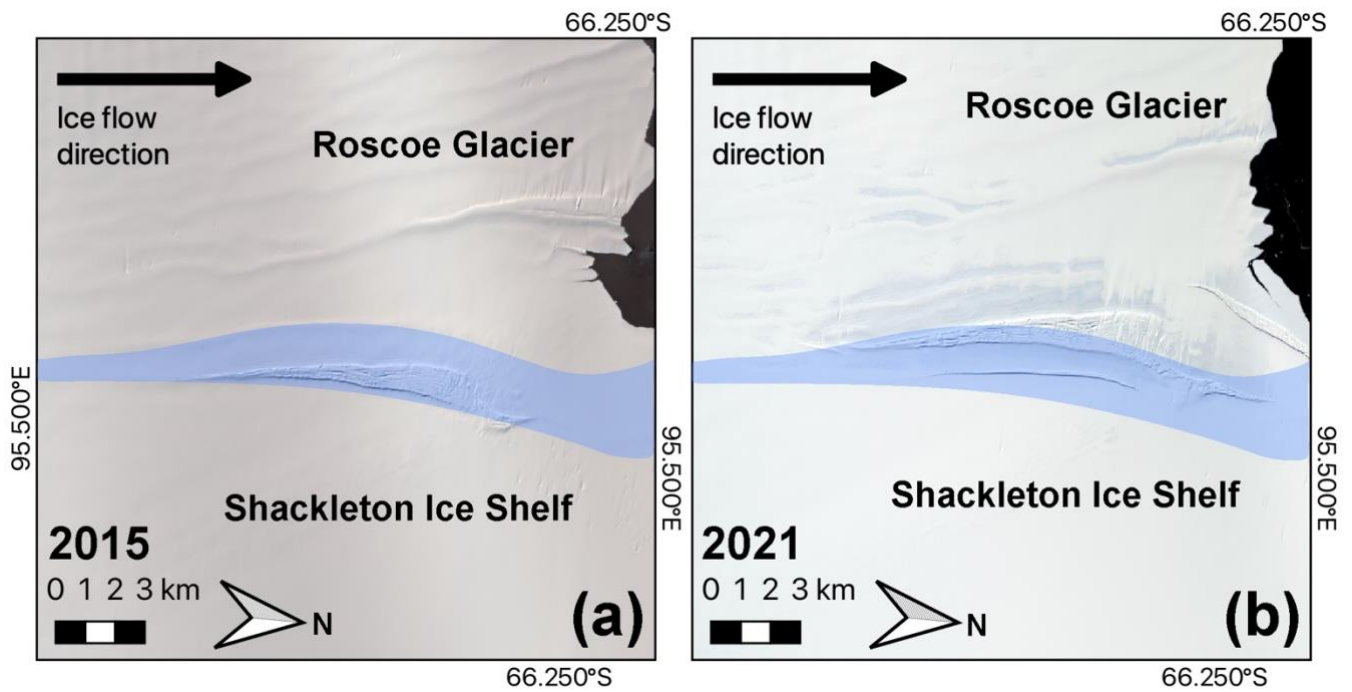 66.250°S
66.250°S
Ice flow
direction
Roscoe Glacier
Ice flow
direction
Roscoe Glacier
95.500°E
95.500°E
95.500°E
Shackleton Ice Shelf
Shackleton Ice Shelf
2015
0 1 2 3 km
N
(a)
2021
0 1 2 3 km
N
(b)
66.250°S
66.250°S